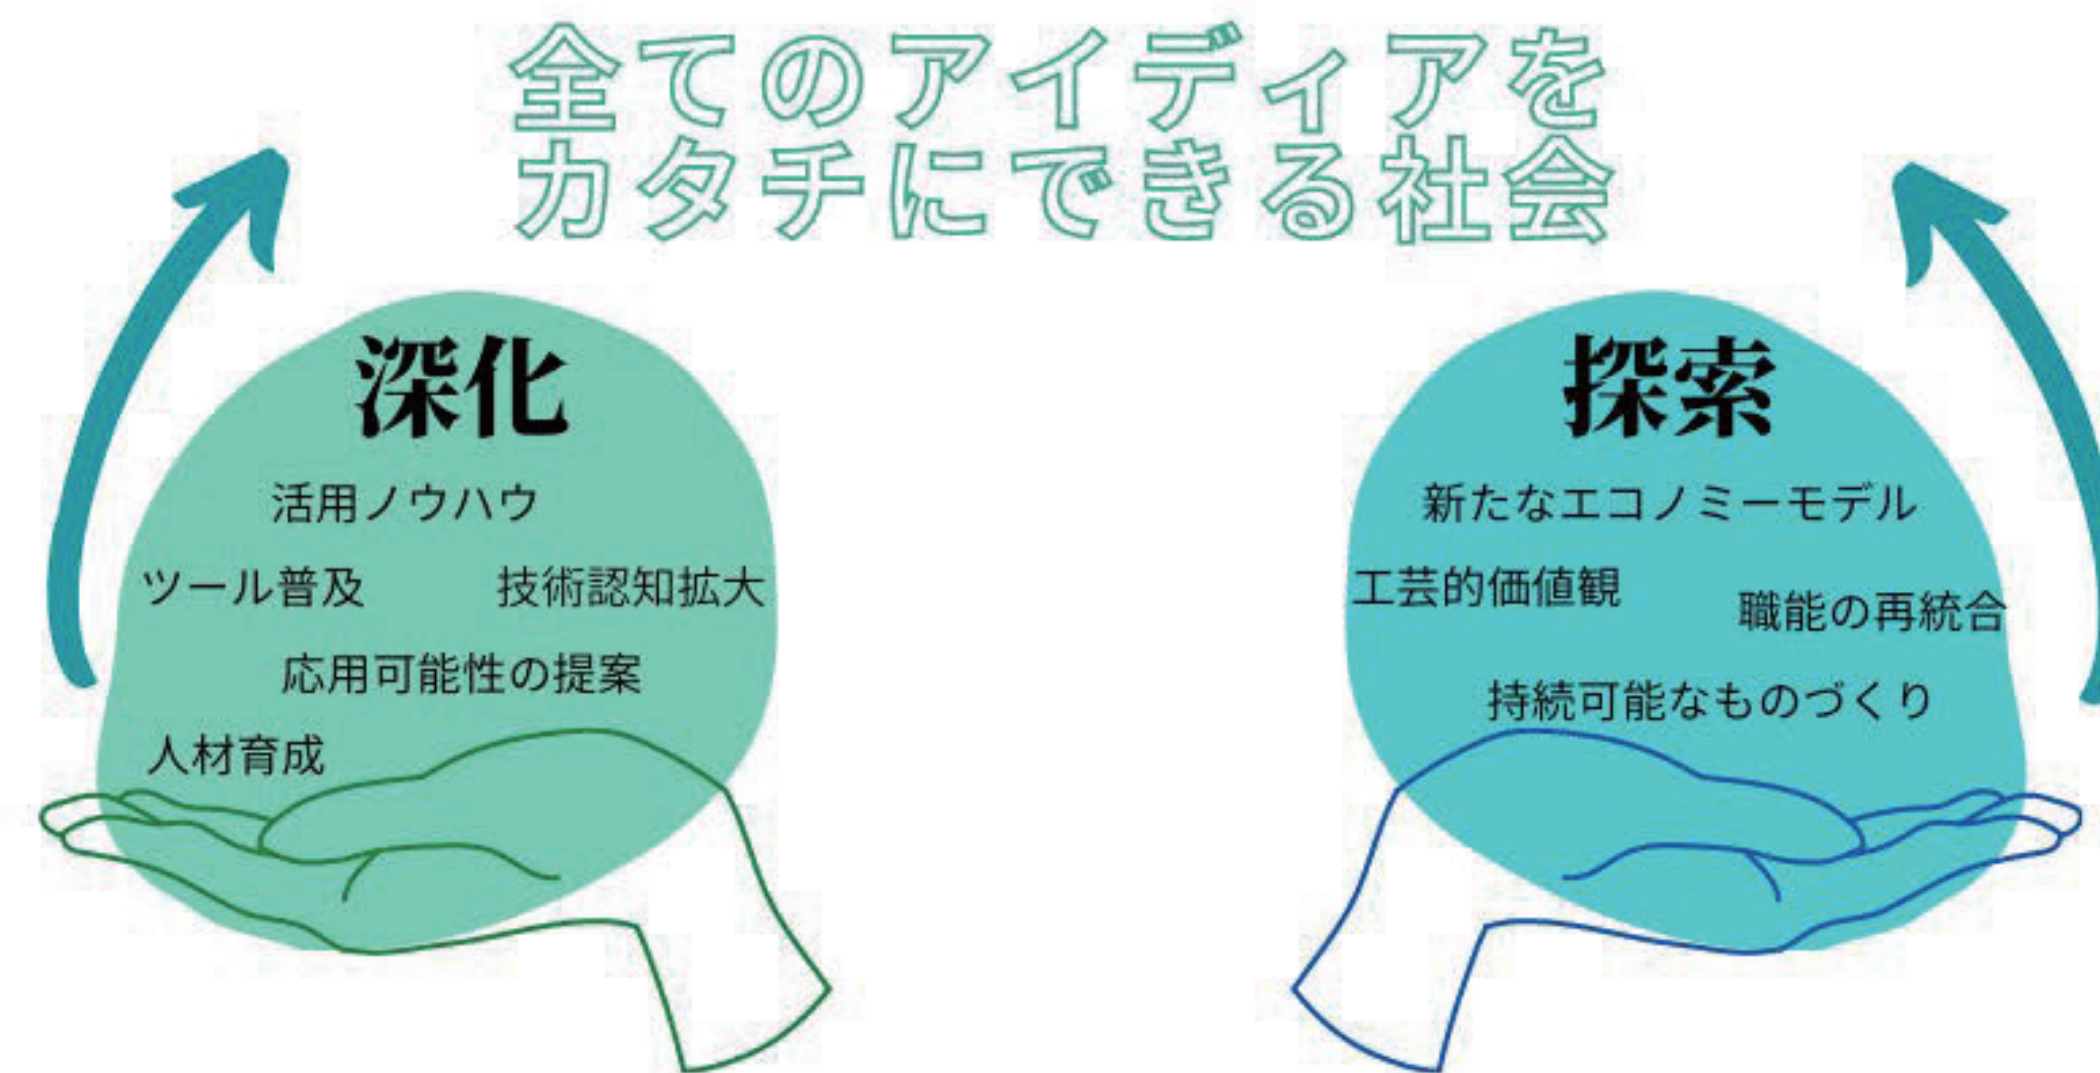 全てのアイディアを
カタチにできる社会
深化
活用ノウハウ
ツール普及
技術認知拡大
応用可能性の提案
人材育成
探索
新たなエコノミーモデル
工芸的価値観
職能の再統合
持続可能なものづくり